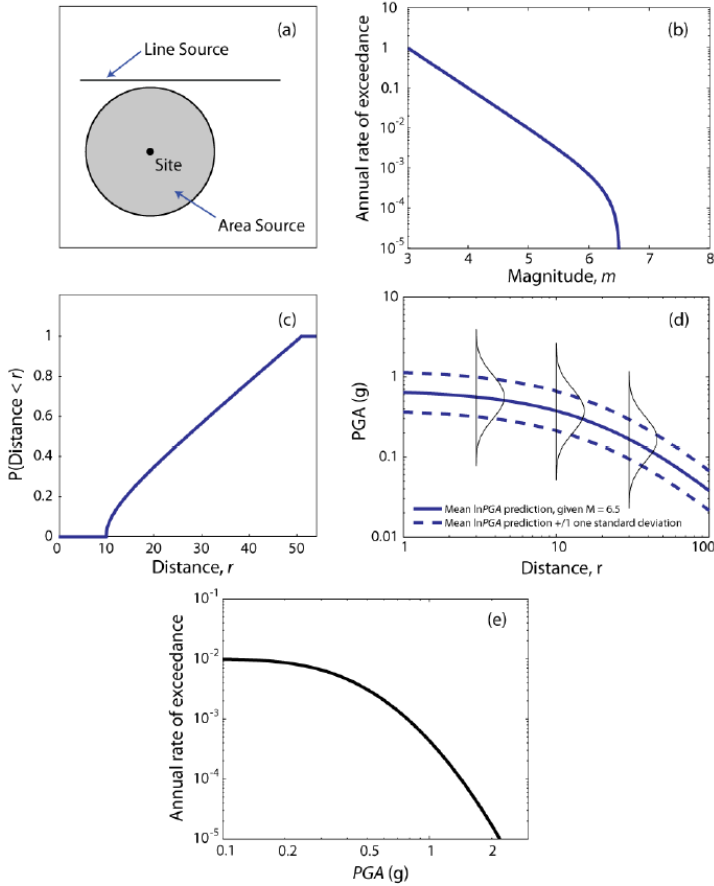 (a)
Line Source
Site
Area Source
(b)
Annual rate of exceedance
10
1
0.1
10-2
10-3
10-4
10-5
3 4 5 6 7 8
Magnitude, m
(c)
P(Distance < r)
1
0.8
0.6
0.4
0.2
0
0 10 20 30 40 50
Distance, r
(d)
PGA (g)
10
1
0.1
0.01
Mean lnPGA prediction, given M = 6.5
Mean lnPGA prediction +/1 one standard deviation
1 10 100
Distance, r
(e)
Annual rate of exceedance
10-1
10-2
10-3
10-4
10-5
0.1 0.2 0.5 1 2
PGA (g)